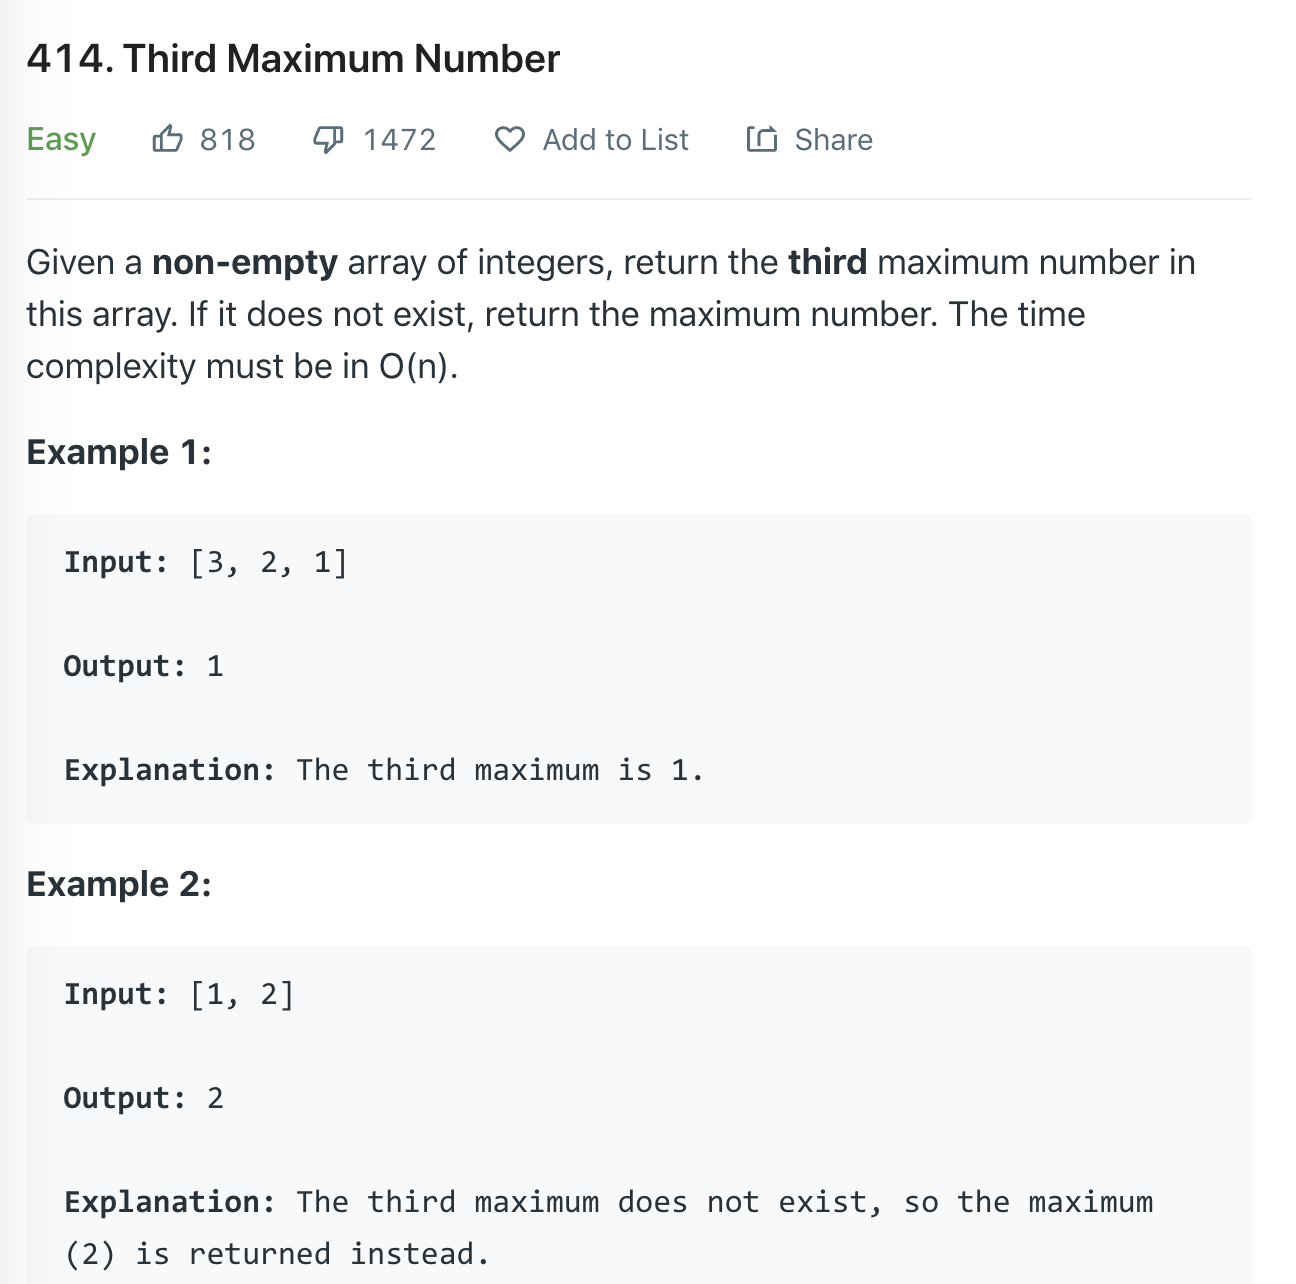 414. Third Maximum Number
Easy 818 1472 Add to List Share
Given a non-empty array of integers, return the third maximum number in
this array. If it does not exist, return the maximum number. The time
complexity must be in O(n).
Example 1:
Input: [3, 2, 1]
Output: 1
Explanation: The third maximum is 1.
Example 2:
Input: [1, 2]
Output: 2
Explanation: The third maximum does not exist, so the maximum
(2) is returned instead.